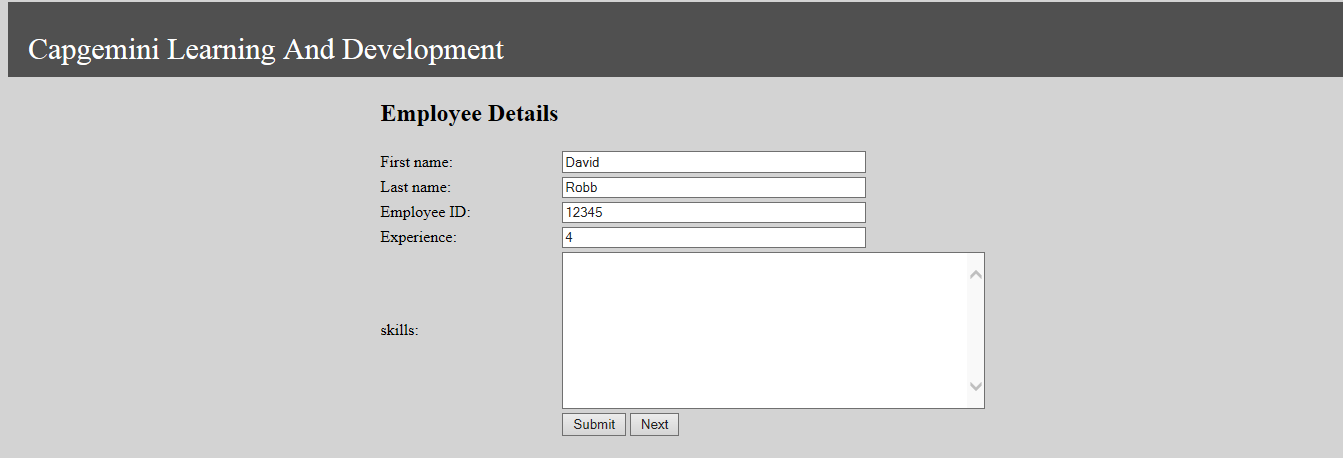 Capgemini Learning And Development
Employee Details
First name: David
Last name: Robb
Employee ID: 12345
Experience: 4
skills:
Submit Next